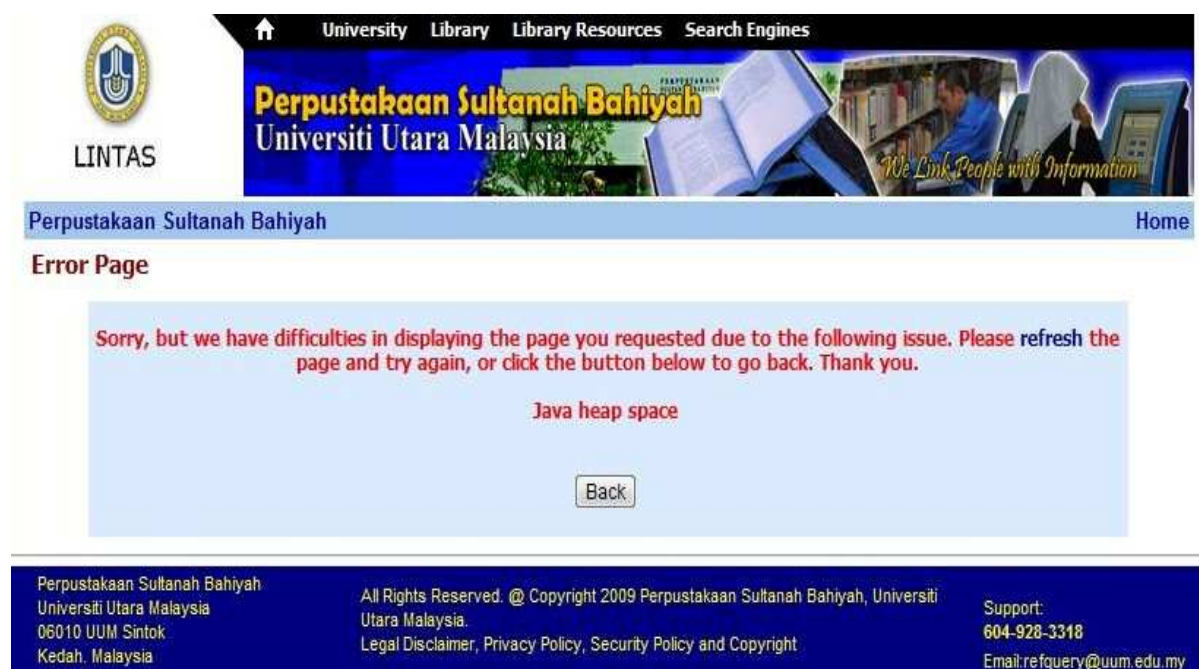 University Library Library Resources Search Engines
LINTAS
Perpustakaan Sultanah Bahiyah
Universiti Utara Malaysia
We Link People with Information
Perpustakaan Sultanah Bahiyah Home
Error Page
Sorry, but we have difficulties in displaying the page you requested due to the following issue. Please refresh the
page and try again, or click the button below to go back. Thank you.
Java heap space
Back
Perpustakaan Sultanah Bahiyah
Universiti Utara Malaysia
06010 UUM Sintok
Kedah. Malaysia
All Rights Reserved. @ Copyright 2009 Perpustakaan Sultanah Bahiyah, Universiti
Utara Malaysia.
Legal Disclaimer, Privacy Policy, Security Policy and Copyright
Support:
604-928-3318
Email:refquery@uum.edu.my